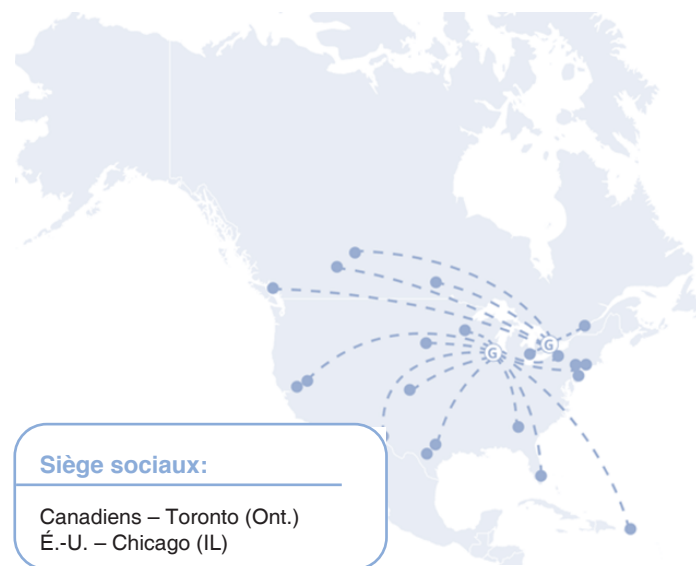 G
G
Siège sociaux:
Canadiens – Toronto (Ont.)
É.-U. – Chicago (IL)